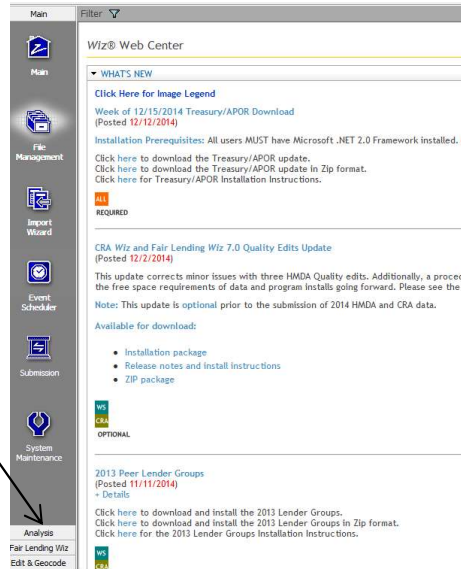 Main
Filter
Main
File
Management
Import
Wizard
Event
Scheduler
Submission
System
Maintenance
Analysis
Fair Lending Wiz
Edit & Geocode
Wiz® Web Center
WHAT'S NEW
Click Here for Image Legend
Week of 12/15/2014 Treasury/APOR Download
(Posted 12/12/2014)
Installation Prerequisites: All users MUST have Microsoft .NET 2.0 Framework installed.
Click here to download the Treasury/APOR update.
Click here to download the Treasury/APOR update in Zip format.
Click here for Treasury/APOR Installation Instructions.
ALL
REQUIRED
CRA Wiz and Fair Lending Wiz 7.0 Quality Edits Update
(Posted 12/2/2014)
This update corrects minor issues with three HMDA Quality edits. Additionally, a proced
the free space requirements of data and program installs going forward. Please see the
Note: This update is optional prior to the submission of 2014 HMDA and CRA data.
Available for download:
• Installation package
• Release notes and install instructions
• ZIP package
WS
CRA
OPTIONAL
2013 Peer Lender Groups
(Posted 11/11/2014)
+ Details
Click here to download and install the 2013 Lender Groups.
Click here to download and install the 2013 Lender Groups in Zip format.
Click here for the 2013 Lender Groups Installation Instructions.
WS
CRA